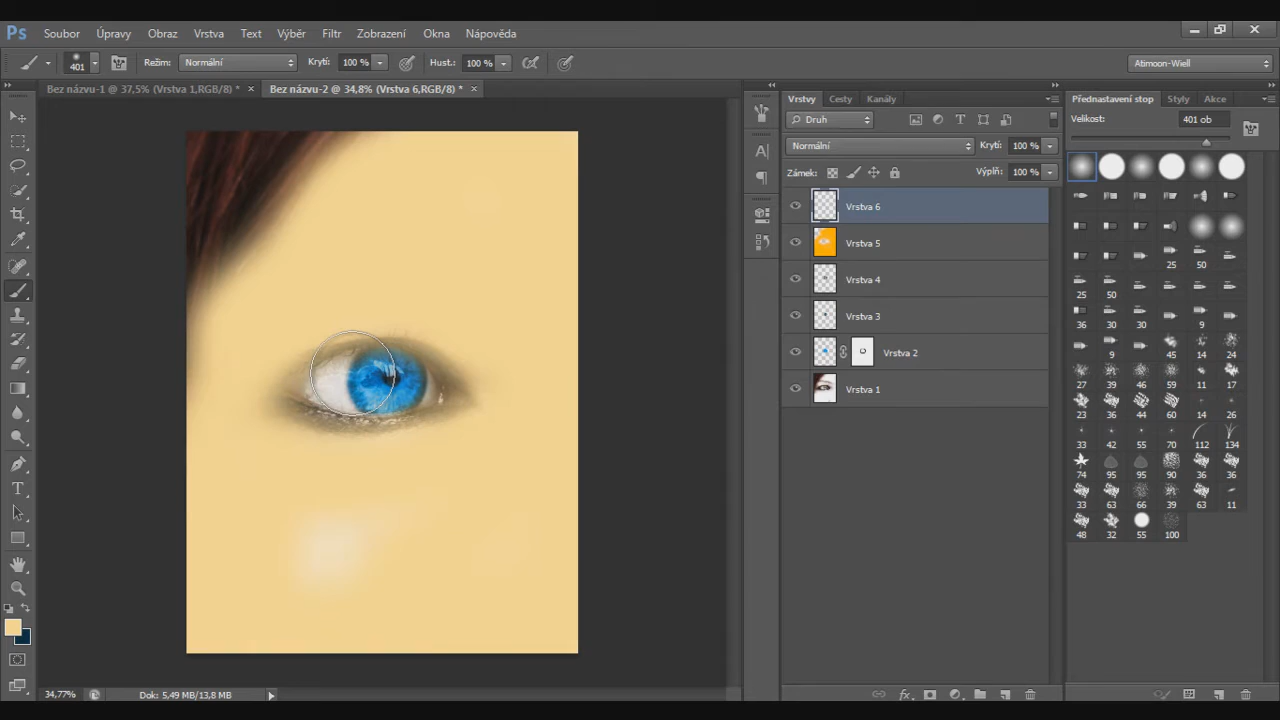 Ps Soubor Úpravy Obraz Vrstva Text Výběr Filtr Zobrazení Okna Nápověda
401 Režim: Normální Krytí: 100 % Hust.: 100 % Atimoon-Wiell
Bez názvu-1 @ 37,5% (Vrstva 1,RGB/8) * × Bez názvu-2 @ 34,8% (Vrstva 6,RGB/8) * ×
Vrstvy Cesty Kanály
Druh
Normální Krytí: 100 %
Zámek: Výplň: 100 %
Vrstva 6
Vrstva 5
Vrstva 4
Vrstva 3
Vrstva 2
Vrstva 1
Přednastavení stop Styly Akce
Velikost: 401 ob
25 50
25 50
36 30 30 9
9 45 14 24
27 39 46 59 11 17
23 36 44 60 14 26
33 42 55 70 112 134
74 95 95 90 36 36
33 63 66 39 63 11
48 32 55 100
34,77% Dok: 5,49 MB/13,8 MB